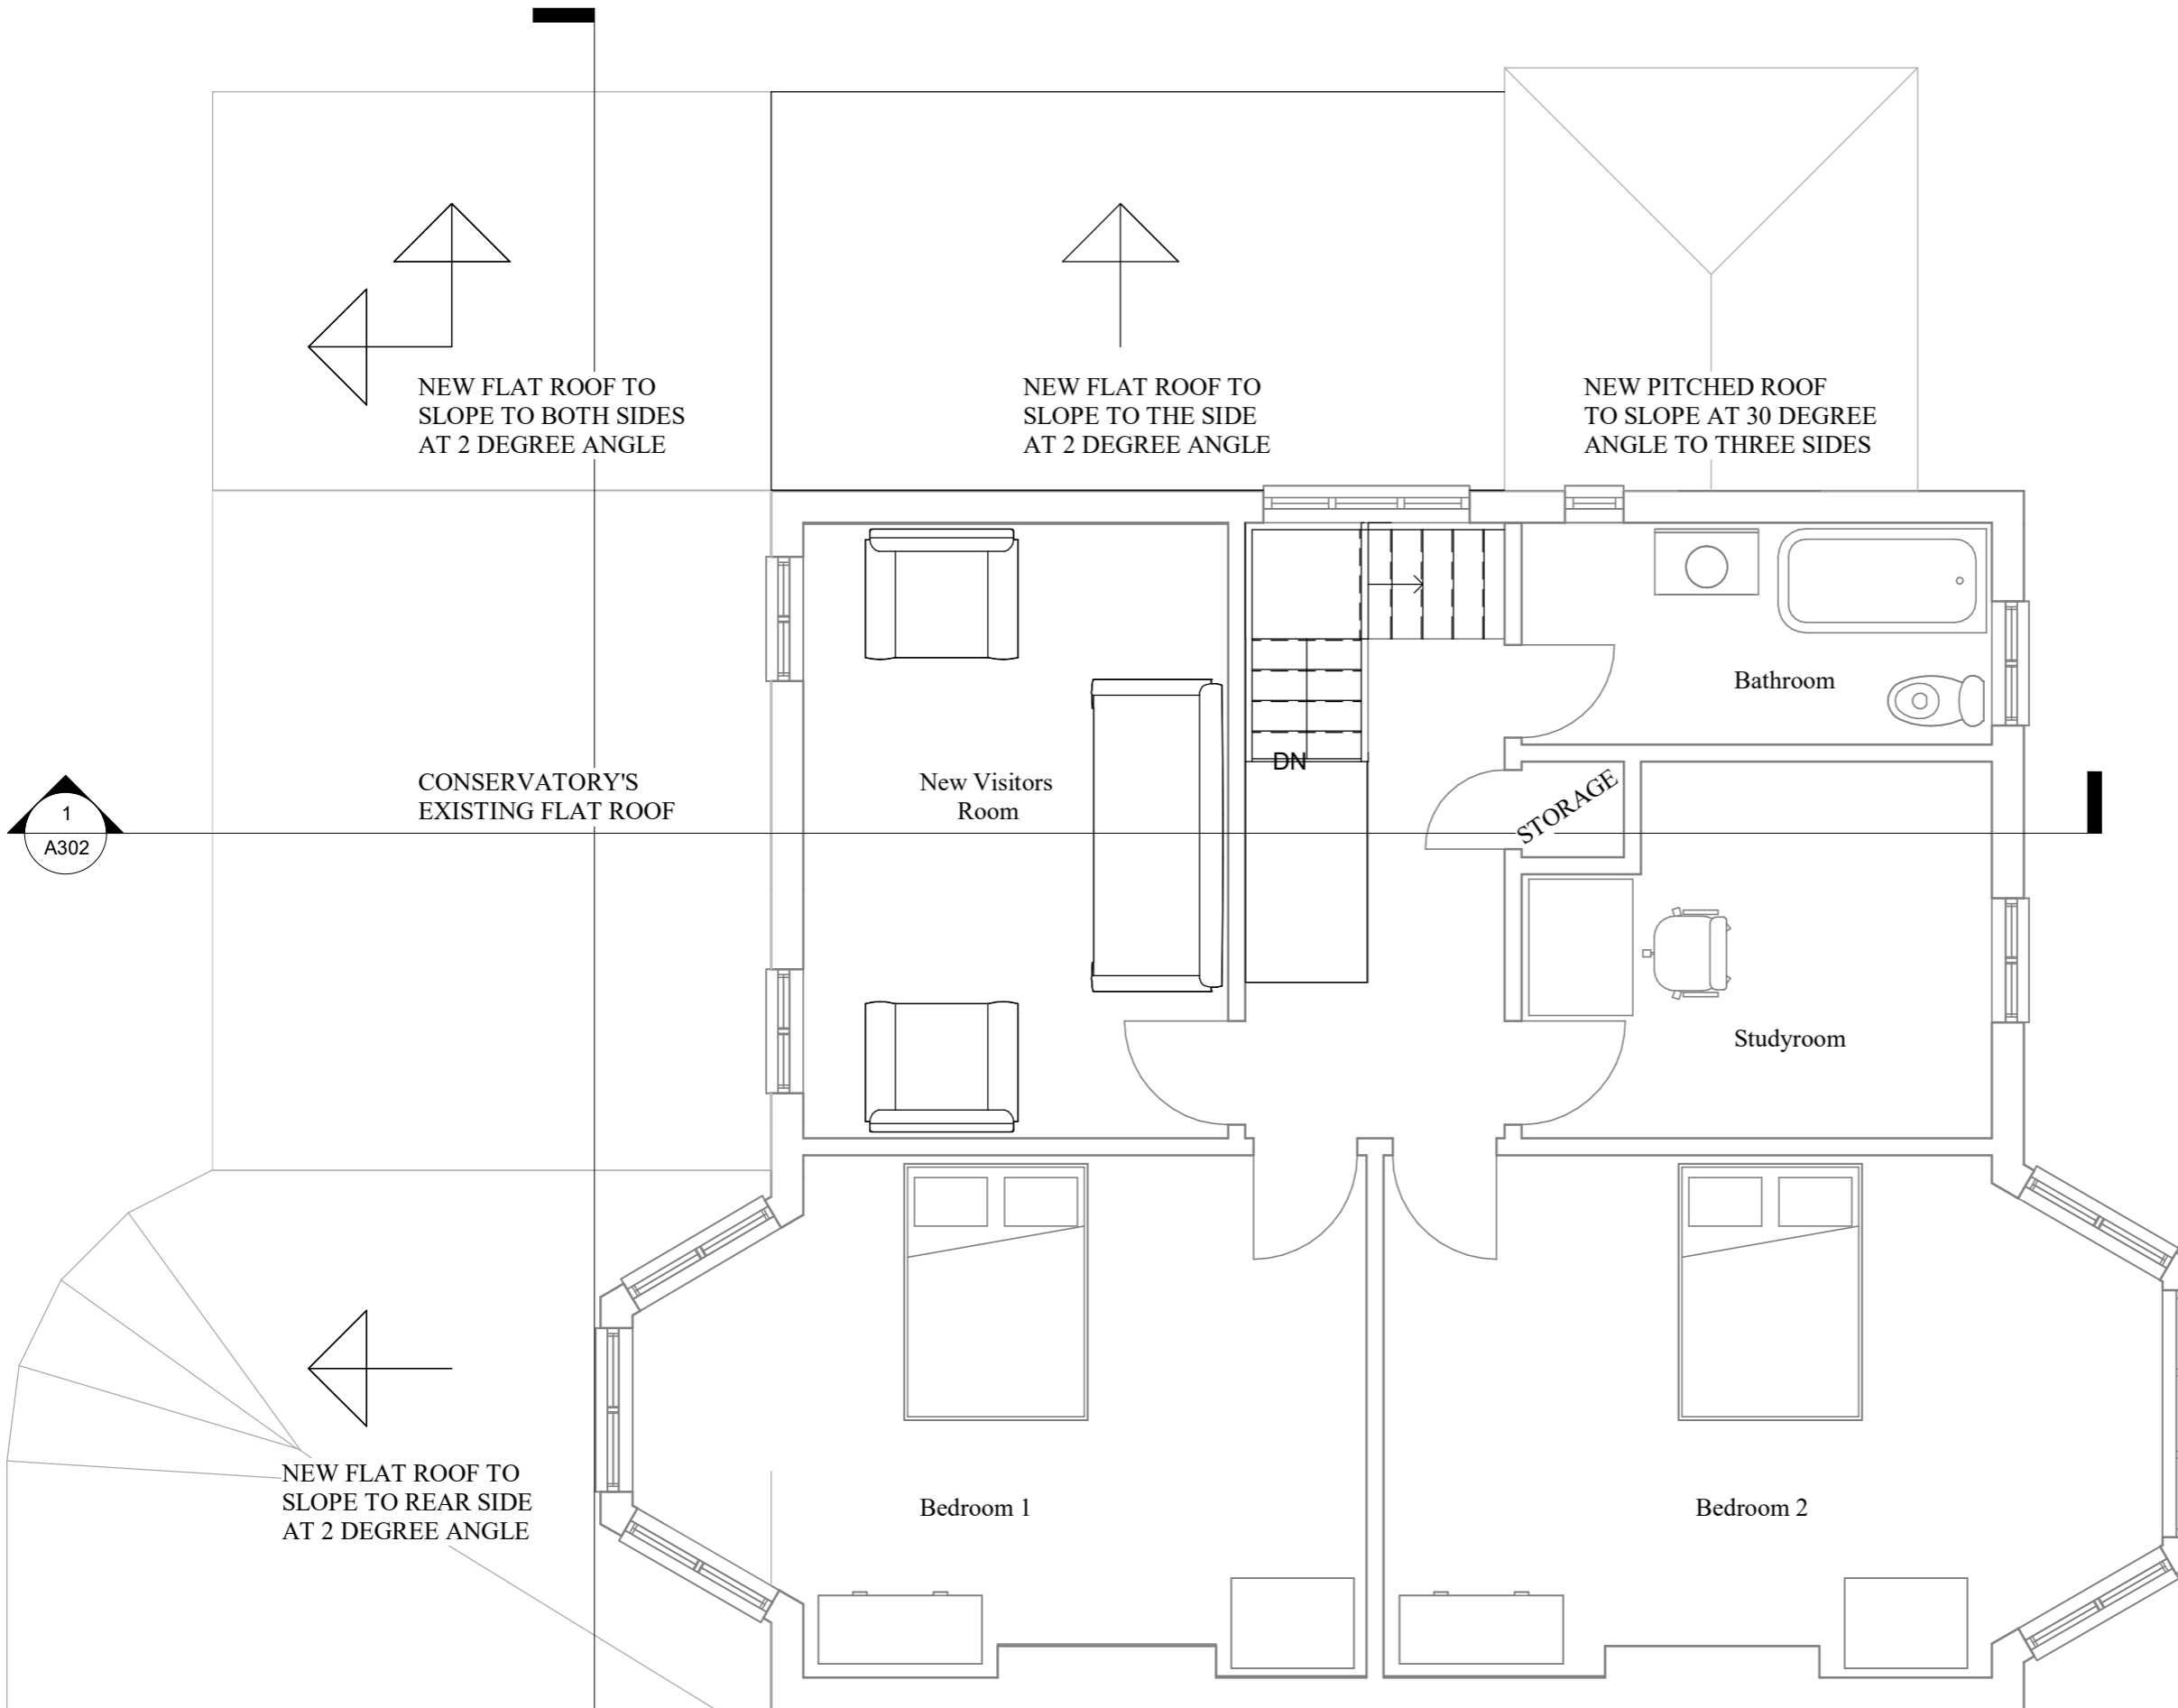 NEW FLAT ROOF TO
SLOPE TO BOTH SIDES
AT 2 DEGREE ANGLE
NEW FLAT ROOF TO
SLOPE TO THE SIDE
AT 2 DEGREE ANGLE
NEW PITCHED ROOF
TO SLOPE AT 30 DEGREE
ANGLE TO THREE SIDES
Bathroom
DN
CONSERVATORY'S
EXISTING FLAT ROOF
New Visitors
Room
STORAGE
1
A302
Studyroom
NEW FLAT ROOF TO
SLOPE TO REAR SIDE
AT 2 DEGREE ANGLE
Bedroom 1
Bedroom 2